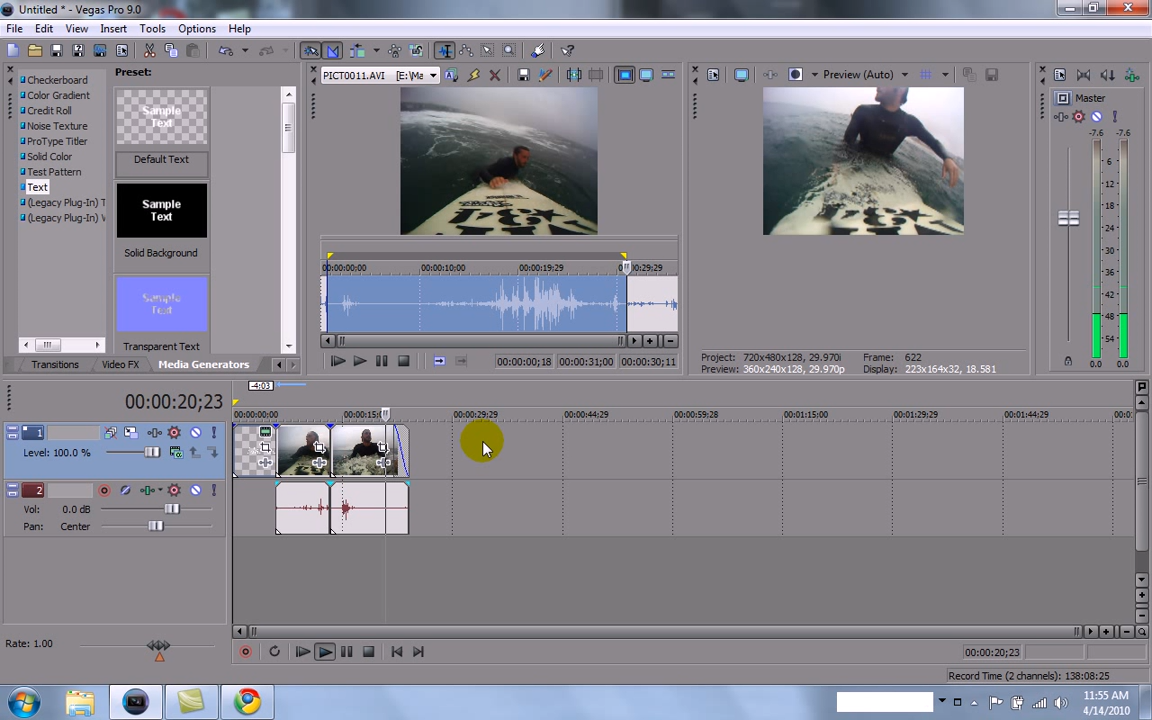 Untitled * - Vegas Pro 9.0
File Edit View Insert Tools Options Help
Checkerboard
Color Gradient
Credit Roll
Noise Texture
ProType Titler
Solid Color
Test Pattern
Text
(Legacy Plug-In) T
(Legacy Plug-In) V
Preset:
Sample
Text
Default Text
Sample
Text
Solid Background
Sample
Text
Transparent Text
Transitions Video FX Media Generators
PICT0011.AVI [E:\Me
00:00:00;00 00:00:10;00 00:00:19;29 0:29;29
00:00:00;18 00:00:31;00 00:00:30;11
Preview (Auto)
Project: 720x480x128, 29.970i Frame: 622
Preview: 360x240x128, 29.970p Display: 223x164x32, 18.581
Master
-7.6 -7.6
6
12
18
24
30
36
42
48
54
0.0 0.0
-4;03
00:00:20;23
00:00:00;00 00:00:15; 00:00:29;29 00:00:44;29 00:00:59;28 00:01:15;00 00:01:29;29 00:01:44;29 00:0
1
Level: 100.0 %
2
Vol: 0.0 dB
Pan: Center
Rate: 1.00
00:00:20;23
Record Time (2 channels): 138:08:25
11:55 AM
4/14/2010